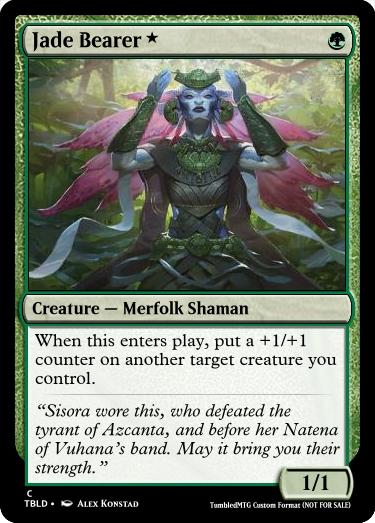 Jade Bearer ★
Creature — Merfolk Shaman
When this enters play, put a +1/+1
counter on another target creature you
control.
“Sisora wore this, who defeated the
tyrant of Azcanta, and before her Natena
of Vuhana’s band. May it bring you their
strength.”
1/1
C
TBLD • Alex Konstad
TumbledMTG Custom Format (NOT FOR SALE)